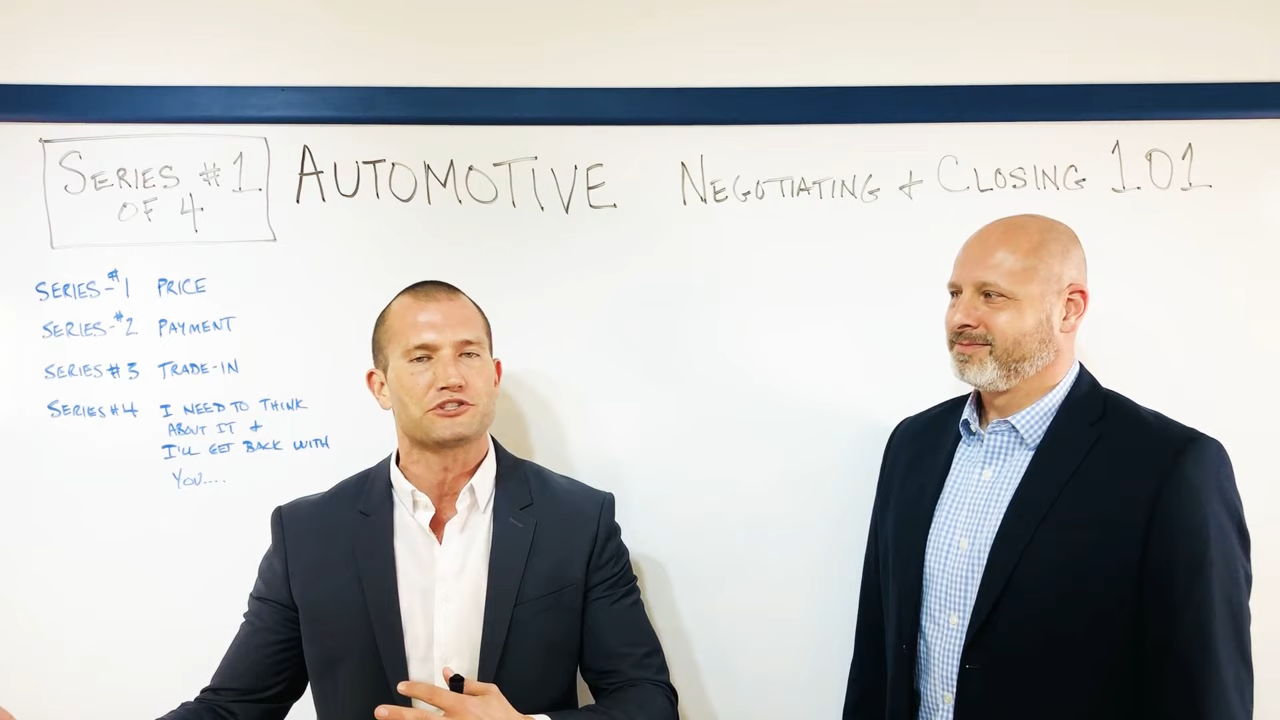 SERIES #1
OF 4
AUTOMOTIVE NEGOTIATING & CLOSING 101
SERIES-#1 PRICE
SERIES-#2 PAYMENT
SERIES#3 TRADE-IN
SERIES#4 I NEED TO THINK
ABOUT IT &
I'LL GET BACK WITH
YOU....